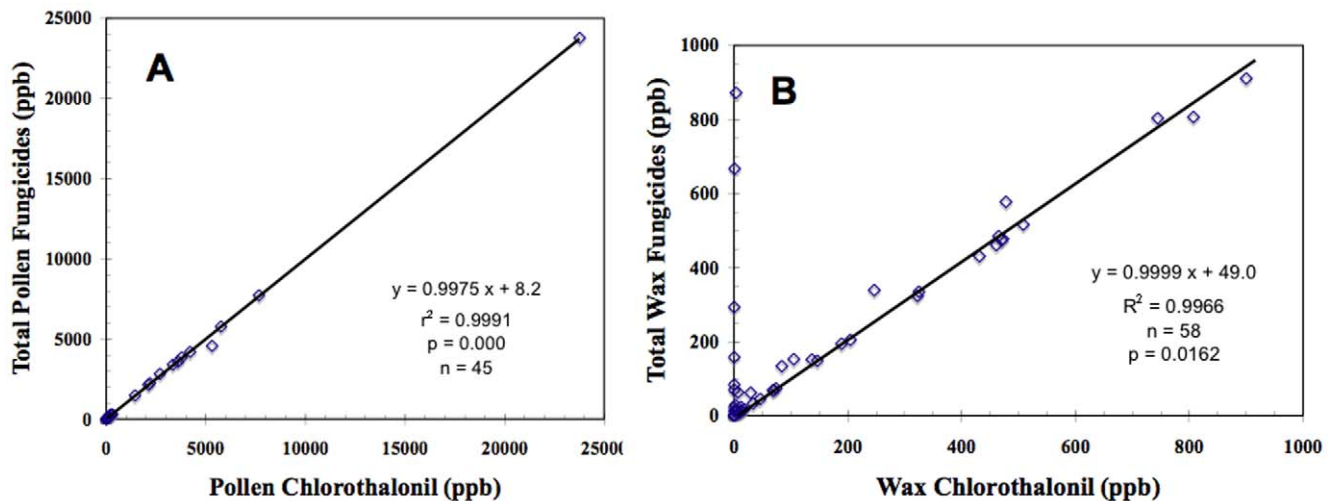 A
Total Pollen Fungicides (ppb)
25000
20000
15000
10000
5000
0
y = 0.9975 x + 8.2
r² = 0.9991
p = 0.000
n = 45
0 5000 10000 15000 20000 25000
Pollen Chlorothalonil (ppb)
B
Total Wax Fungicides (ppb)
1000
800
600
400
200
0
y = 0.9999 x + 49.0
R² = 0.9966
n = 58
p = 0.0162
0 200 400 600 800 1000
Wax Chlorothalonil (ppb)